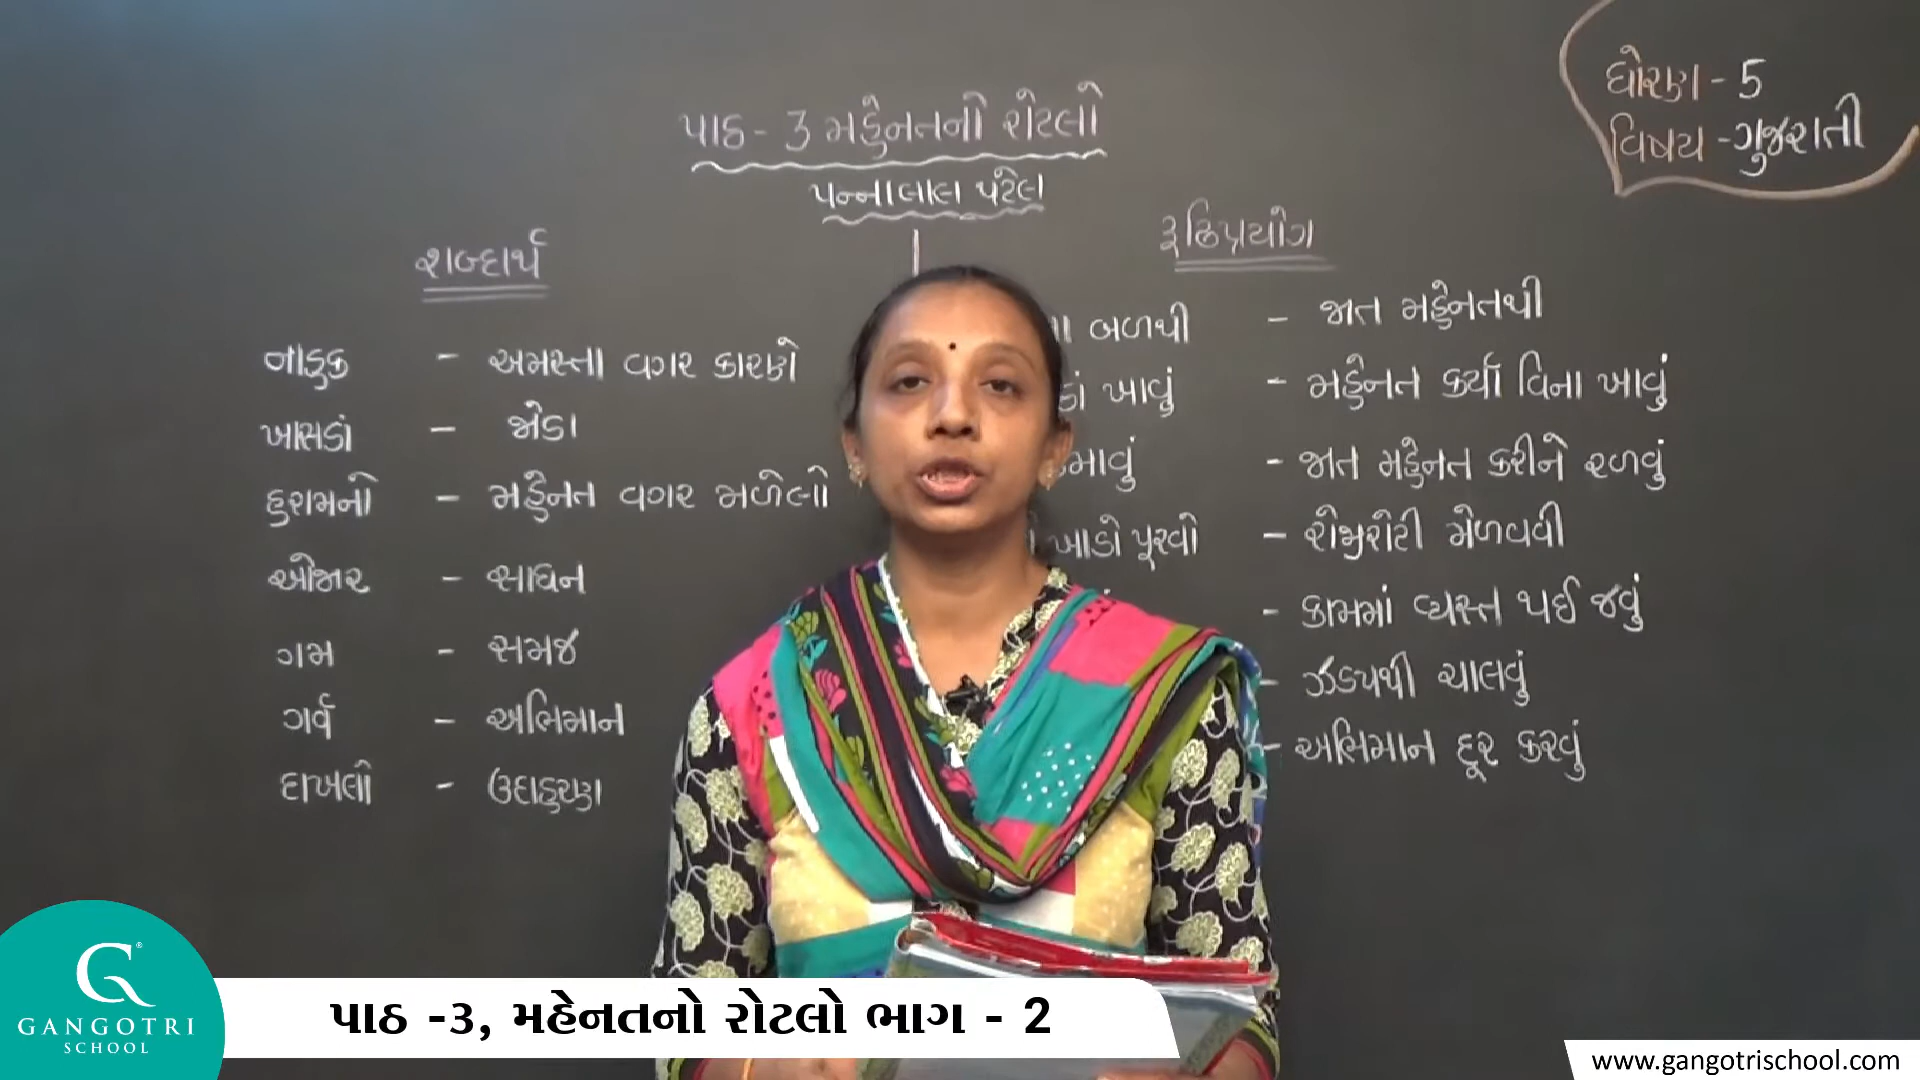 ધોરણ - 5
વિષય - ગુજરાતી
પાઠ - 3 મહેનતનો રોટલો
પન્નાલાલ પટેલ
શબ્દાર્થ
નાહક - અમસ્તા વગર કારણે
ખાસડાં - જોડા
હરામનો - મહેનત વગર મળેલો
ઓજાર - સાધન
ગમ - સમજ
ગર્વ - અભિમાન
દાખલો - ઉદાહરણ
રૂઢિપ્રયોગ
બળથી - જાત મહેનતથી
ખાવું - મહેનત કર્યા વિના ખાવું
- જાત મહેનત કરીને રળવું
ખાડો પૂરવો - રોજીરોટી મેળવવી
- કામમાં વ્યસ્ત થઈ જવું
- ઝડપથી ચાલવું
- અભિમાન દૂર કરવું
G®
GANGOTRI
SCHOOL
પાઠ -૩, મહેનતનો રોટલો ભાગ - 2
www.gangotrischool.com